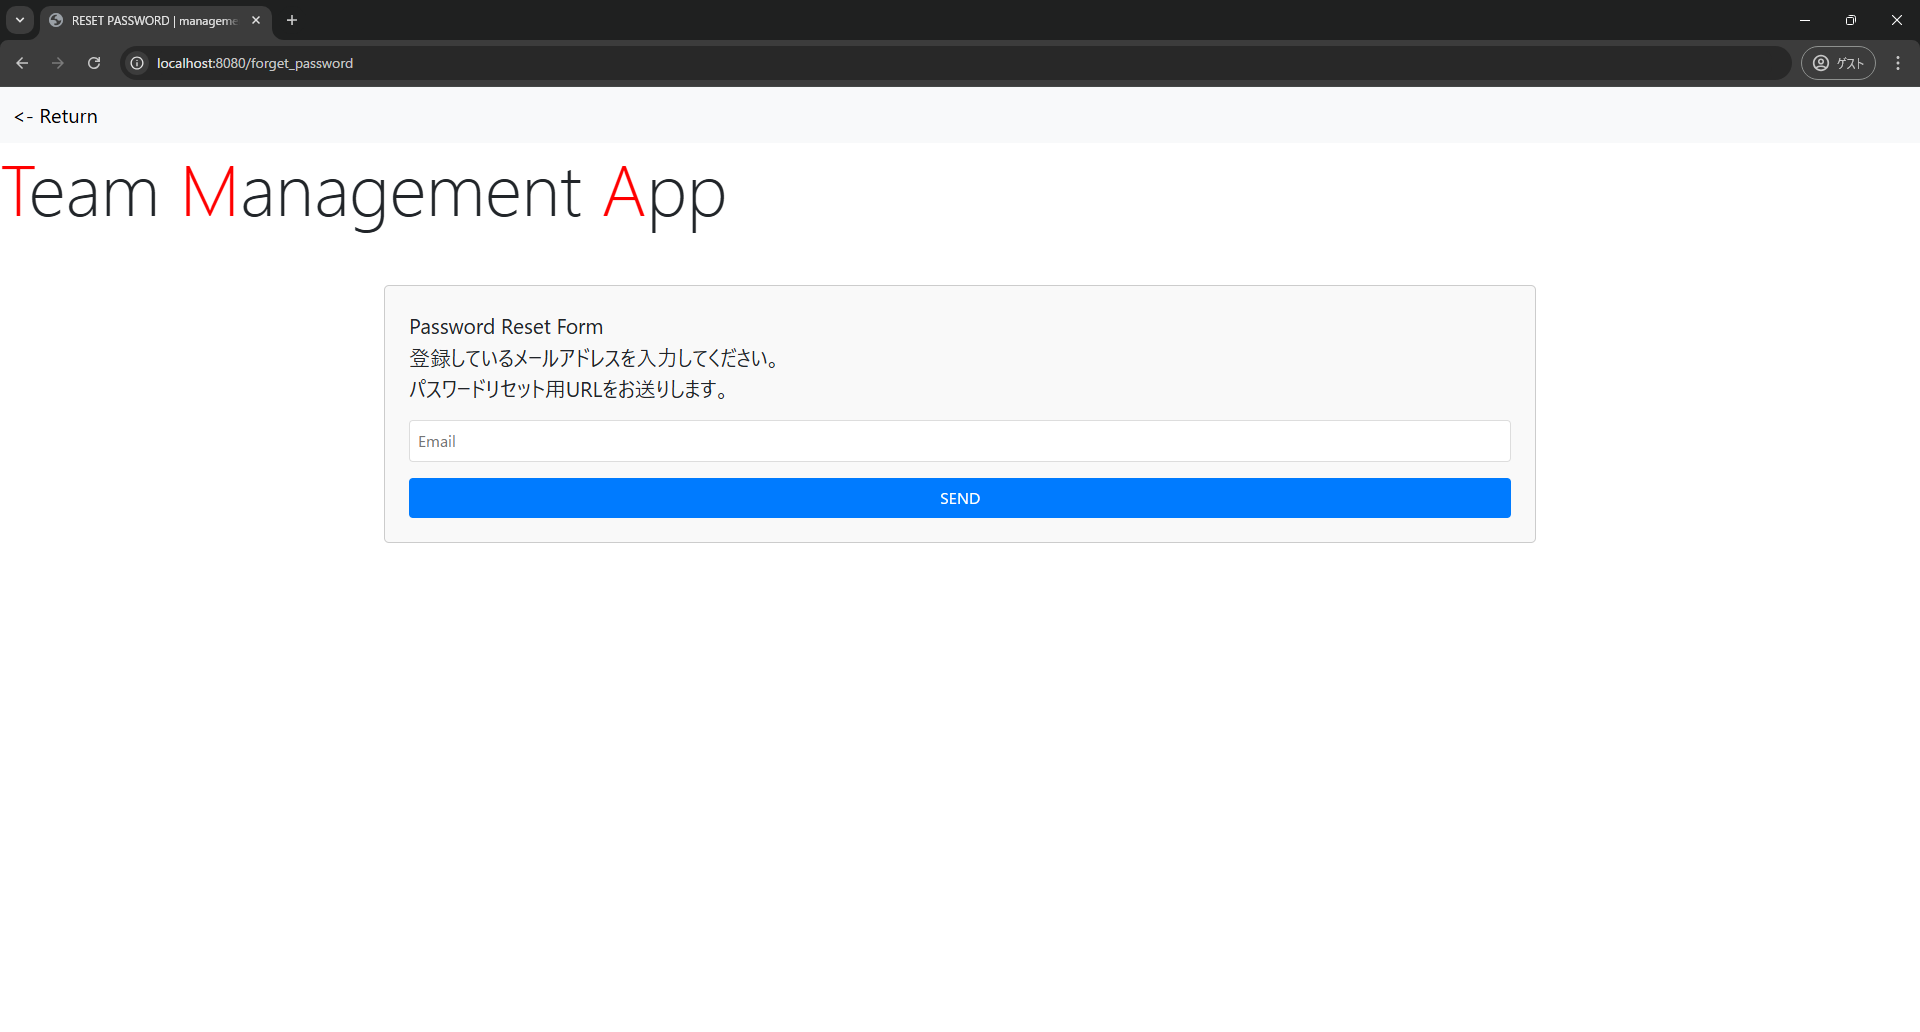 RESET PASSWORD | manageme
localhost:8080/forget_password
ゲスト
<- Return
Team Management App
Password Reset Form
登録しているメールアドレスを入力してください。
パスワードリセット用URLをお送りします。
Email
SEND